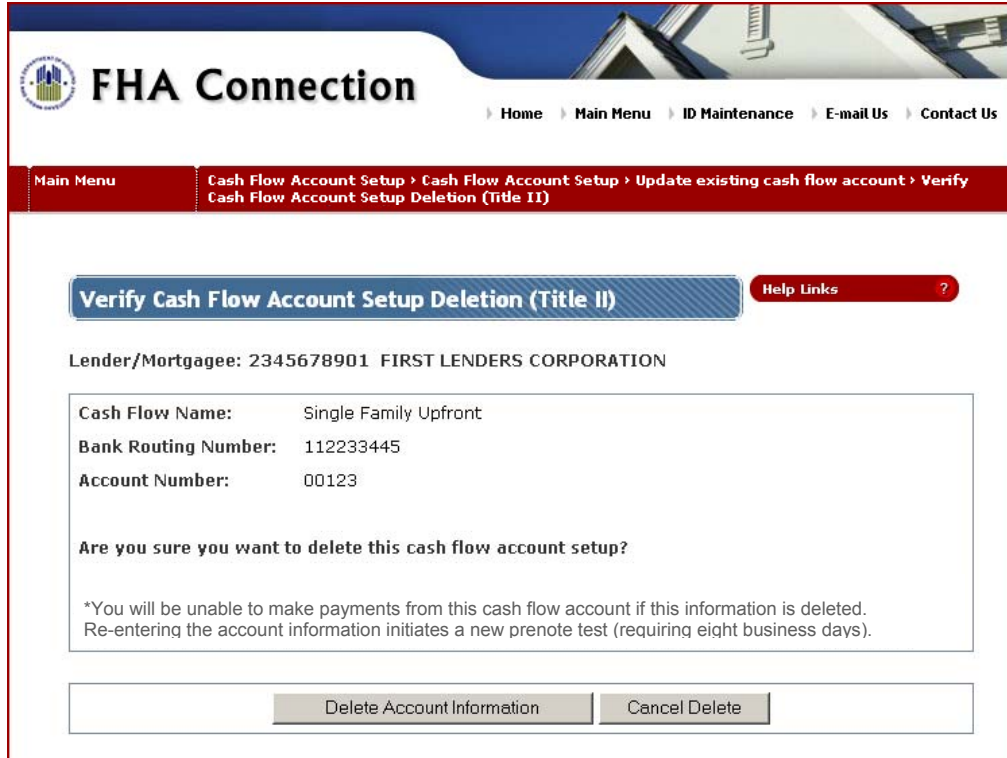 FHA Connection
Home Main Menu ID Maintenance E-mail Us Contact Us
Main Menu
Cash Flow Account Setup › Cash Flow Account Setup › Update existing cash flow account › Verify
Cash Flow Account Setup Deletion (Title II)
Verify Cash Flow Account Setup Deletion (Title II)
Help Links ?
Lender/Mortgagee: 2345678901 FIRST LENDERS CORPORATION
Cash Flow Name: Single Family Upfront
Bank Routing Number: 112233445
Account Number: 00123
Are you sure you want to delete this cash flow account setup?
*You will be unable to make payments from this cash flow account if this information is deleted.
Re-entering the account information initiates a new prenote test (requiring eight business days).
Delete Account Information Cancel Delete